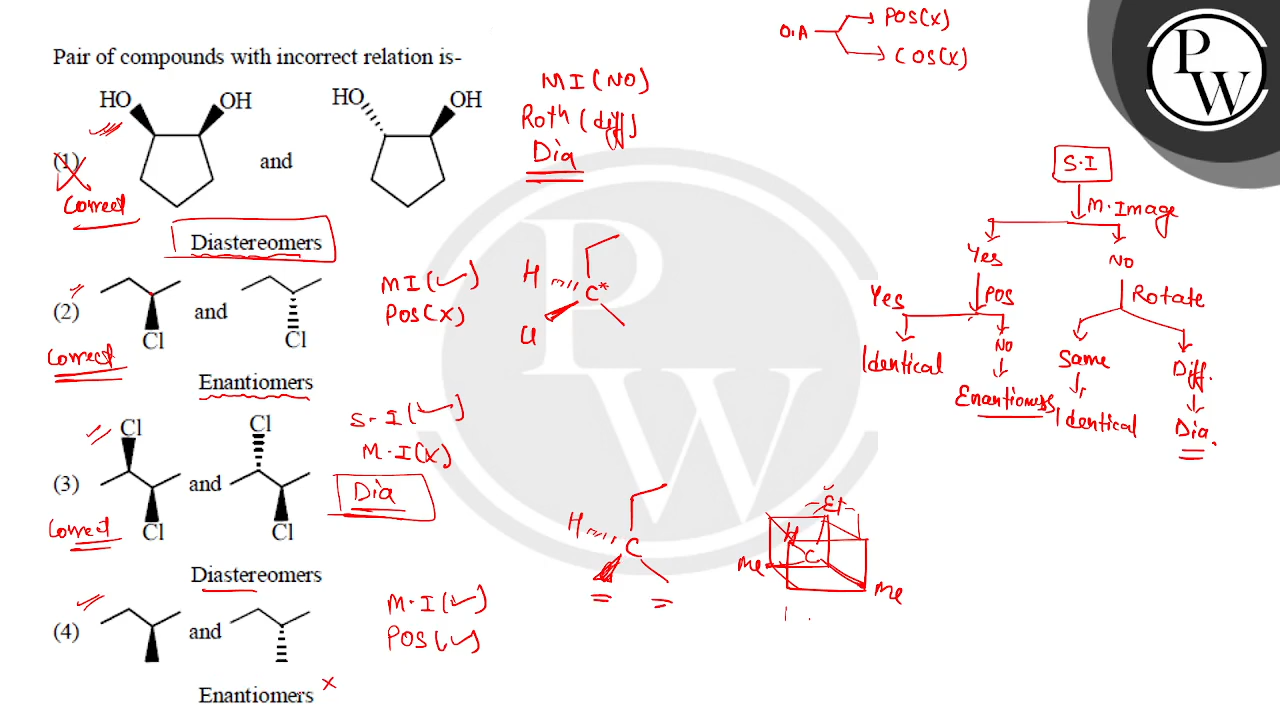 Pair of compounds with incorrect relation is-
HO OH HO OH
(1) and
Correct
Diastereomers
MI (NO)
Roth (diff)
Dia
O.A
POS(X)
COS(X)
PW
S.I
M.Image
Yes NO
POS Rotate
Yes NO Same Diff.
Identical Enantiomers Identical Dia.
(2) and
Cl Cl
Correct
Enantiomers
MI (✓)
POS(X)
H C*
Cl
Cl Cl
(3) and
Cl Cl
Correct
Diastereomers
S-I (✓)
M.I(X)
Dia
(4) and
Enantiomers X
M.I (✓)
POS(✓)
H C
Et
H
C
Me Me
PW